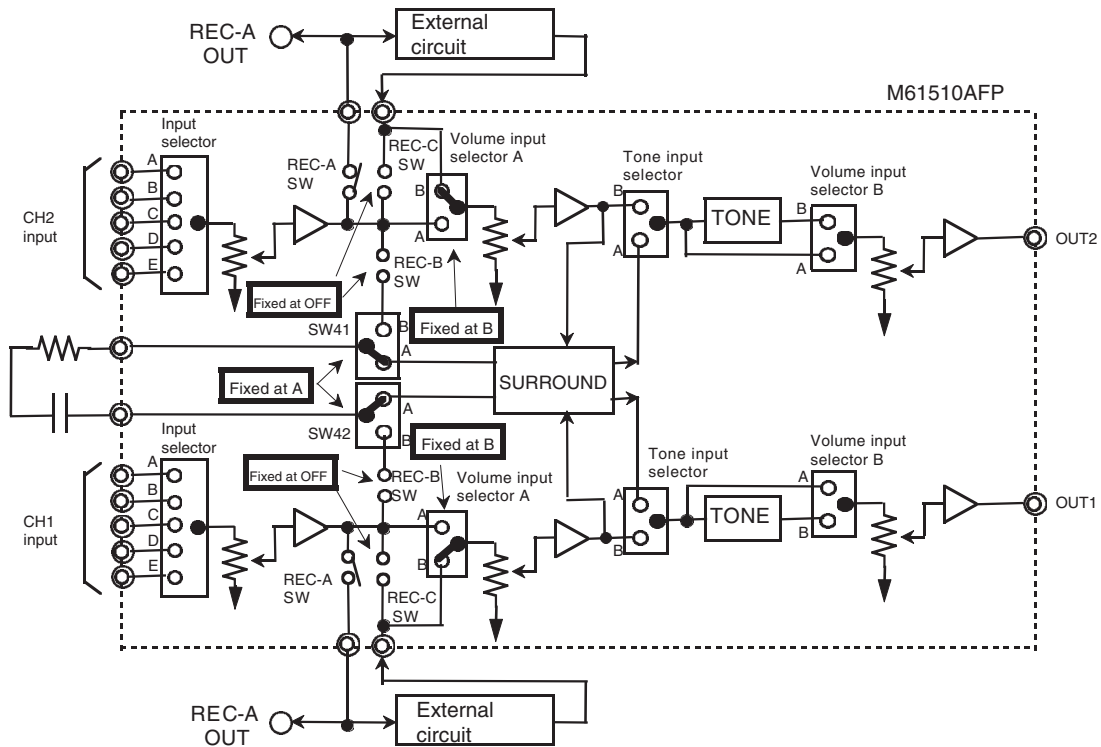 REC-A
OUT
External
circuit
M61510AFP
Input
selector
REC-A
SW
REC-C
SW
Volume input
selector A
Tone input
selector
Volume input
selector B
CH2
input
A
B
C
D
E
B
A
B
A
TONE
B
A
OUT2
REC-B
SW
Fixed at OFF
Fixed at B
SW41
B
A
Fixed at A
SURROUND
A
SW42
B
Fixed at B
Input
selector
Fixed at OFF
REC-B
SW
Volume input
selector A
Tone input
selector
Volume input
selector B
CH1
input
A
B
C
D
E
A
B
A
B
TONE
A
B
OUT1
REC-A
SW
REC-C
SW
REC-A
OUT
External
circuit